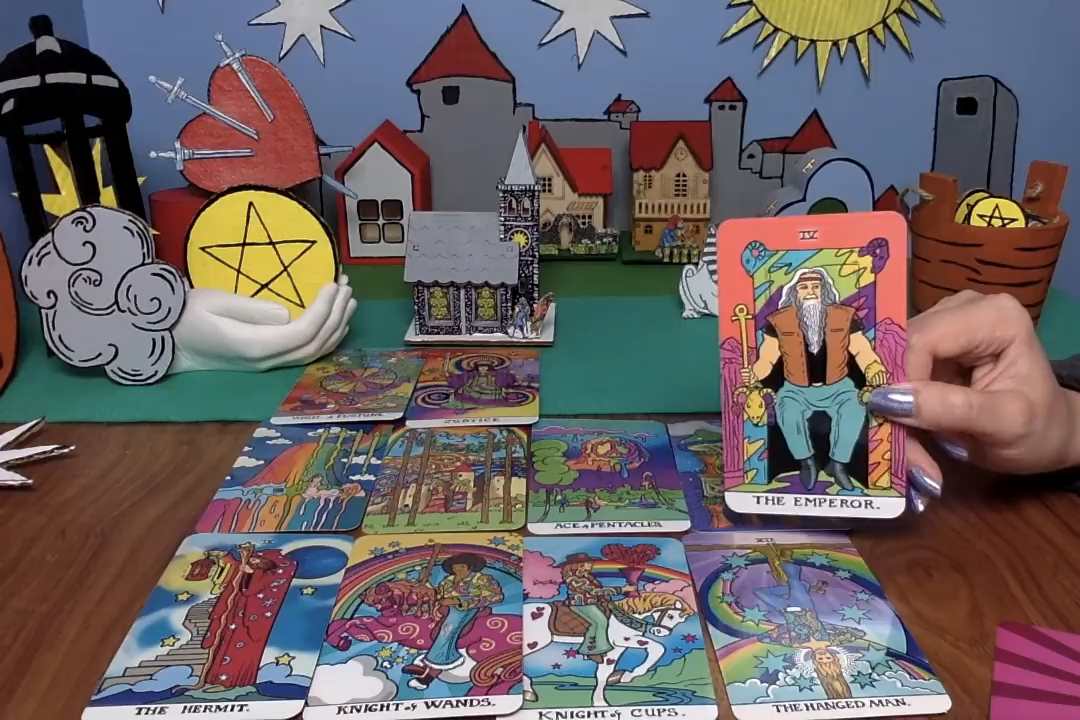 IV
THE EMPEROR.
WHEEL of FORTUNE.
JUSTICE
ACE of PENTACLES
IX
THE HERMIT.
KNIGHT of WANDS.
KNIGHT of CUPS.
XII
THE HANGED MAN.